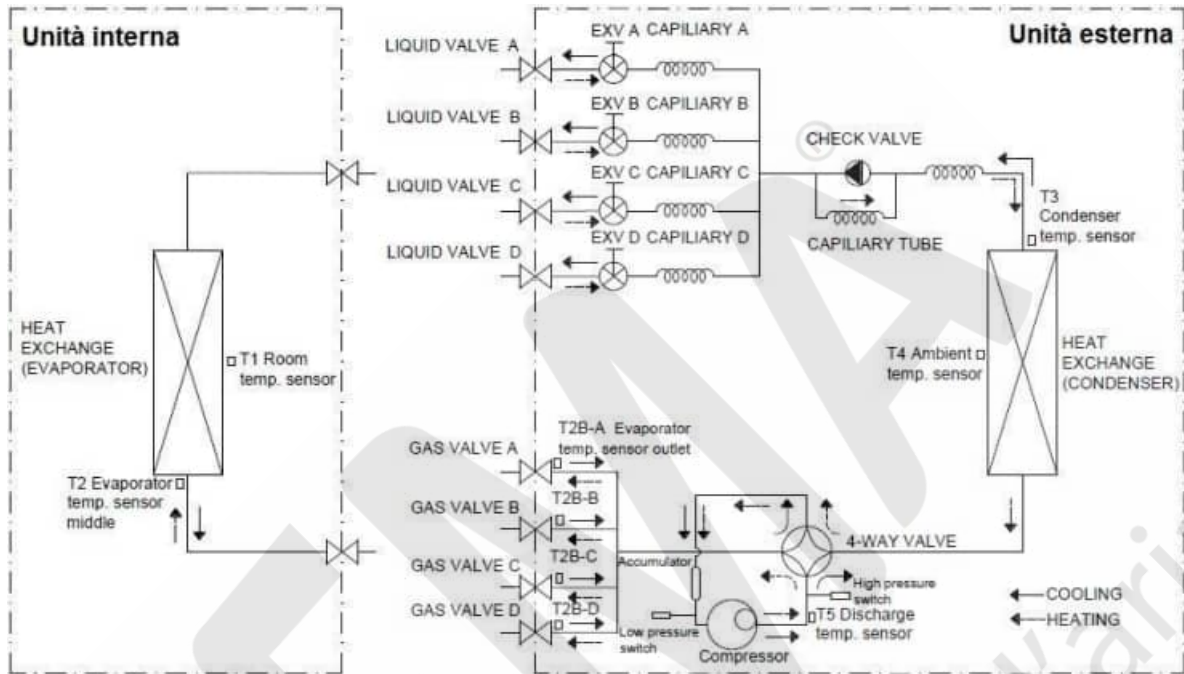 Unità interna
HEAT
EXCHANGE
(EVAPORATOR)
T1 Room
temp. sensor
T2 Evaporator
temp. sensor
middle
LIQUID VALVE A
LIQUID VALVE B
LIQUID VALVE C
LIQUID VALVE D
GAS VALVE A
GAS VALVE B
GAS VALVE C
GAS VALVE D
Unità esterna
EXV A CAPILIARY A
EXV B CAPILIARY B
EXV C CAPILIARY C
EXV D CAPILIARY D
CHECK VALVE
CAPILIARY TUBE
T3
Condenser
temp. sensor
T4 Ambient
temp. sensor
HEAT
EXCHANGE
(CONDENSER)
T2B-A Evaporator
temp. sensor outlet
T2B-B
T2B-C
T2B-D
Accumulator
4-WAY VALVE
High pressure
switch
Low pressure
switch
T5 Discharge
temp. sensor
Compressor
COOLING
HEATING
®